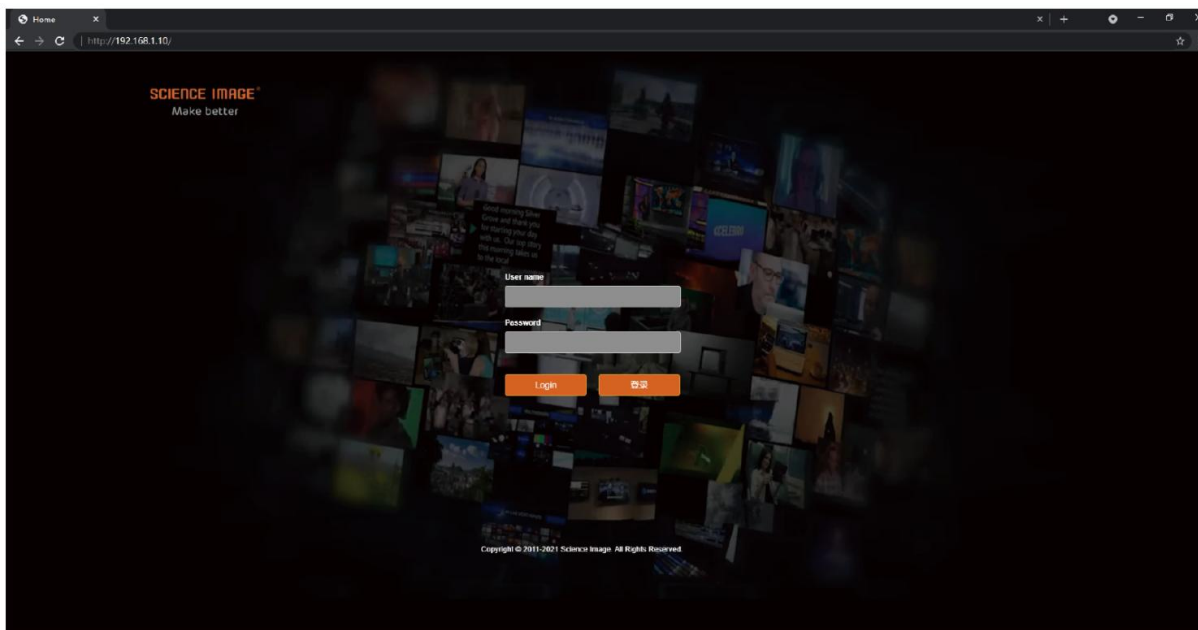 Home
http://192.168.1.10/
SCIENCE IMAGE®
Make better
Good morning Silver
Grove and thank you
for starting your day
with us. Our top story
this morning takes us
to the local
XCELERRI
User name
Password
Login
登录
Copyright © 2011-2021 Science Image. All Rights Reserved.